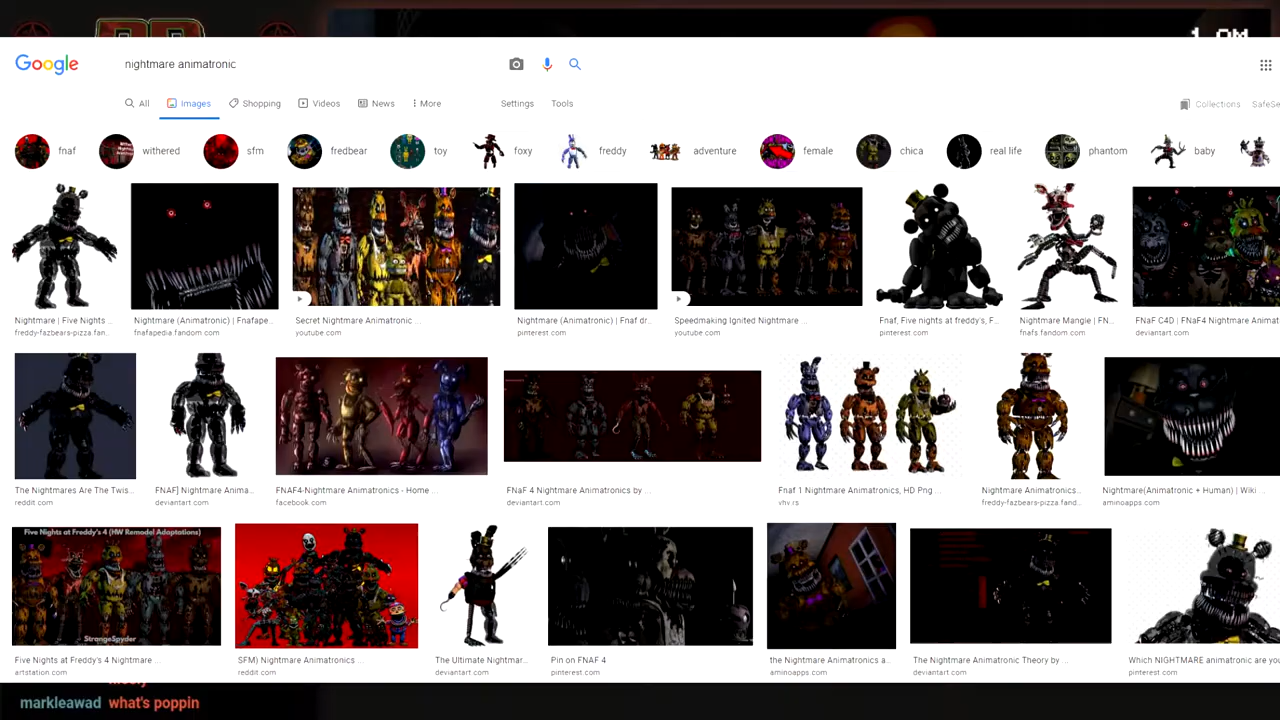 1 AM
Google nightmare animatronic
All Images Shopping Videos News More Settings Tools Collections SafeSe
fnaf withered sfm fredbear toy foxy freddy adventure female chica real life phantom baby
Nightmare | Five Nights ... Nightmare (Animatronic) | Fnafape... Secret Nightmare Animatronic ... Nightmare (Animatronic) | Fnaf dr... Speedmaking Ignited Nightmare ... Fnaf, Five nights at freddy's, F... Nightmare Mangle | FN... FNaF C4D | FNaF4 Nightmare Animat
freddy-fazbears-pizza.fan... fnafapedia.fandom.com youtube.com pinterest.com youtube.com pinterest.com fnafs.fandom.com deviantart.com
The Nightmares Are The Twis... FNAF] Nightmare Anima... FNAF4-Nightmare Animatronics - Home ... FNaF 4 Nightmare Animatronics by ... Fnaf 1 Nightmare Animatronics, HD Png ... Nightmare Animatronics... Nightmare(Animatronic + Human) | Wiki ...
reddit.com deviantart.com facebook.com deviantart.com vhv.rs freddy-fazbears-pizza.fand... aminoapps.com
Five Nights at Freddy's 4 (HW Remodel Adaptations)
StrangeSpyder
Five Nights at Freddy's 4 Nightmare ... SFM) Nightmare Animatronics ... The Ultimate Nightmar... Pin on FNAF 4 the Nightmare Animatronics a... The Nightmare Animatronic Theory by ... Which NIGHTMARE animatronic are you
artstation.com reddit.com deviantart.com pinterest.com aminoapps.com deviantart.com pinterest.com
markleawad what's poppin